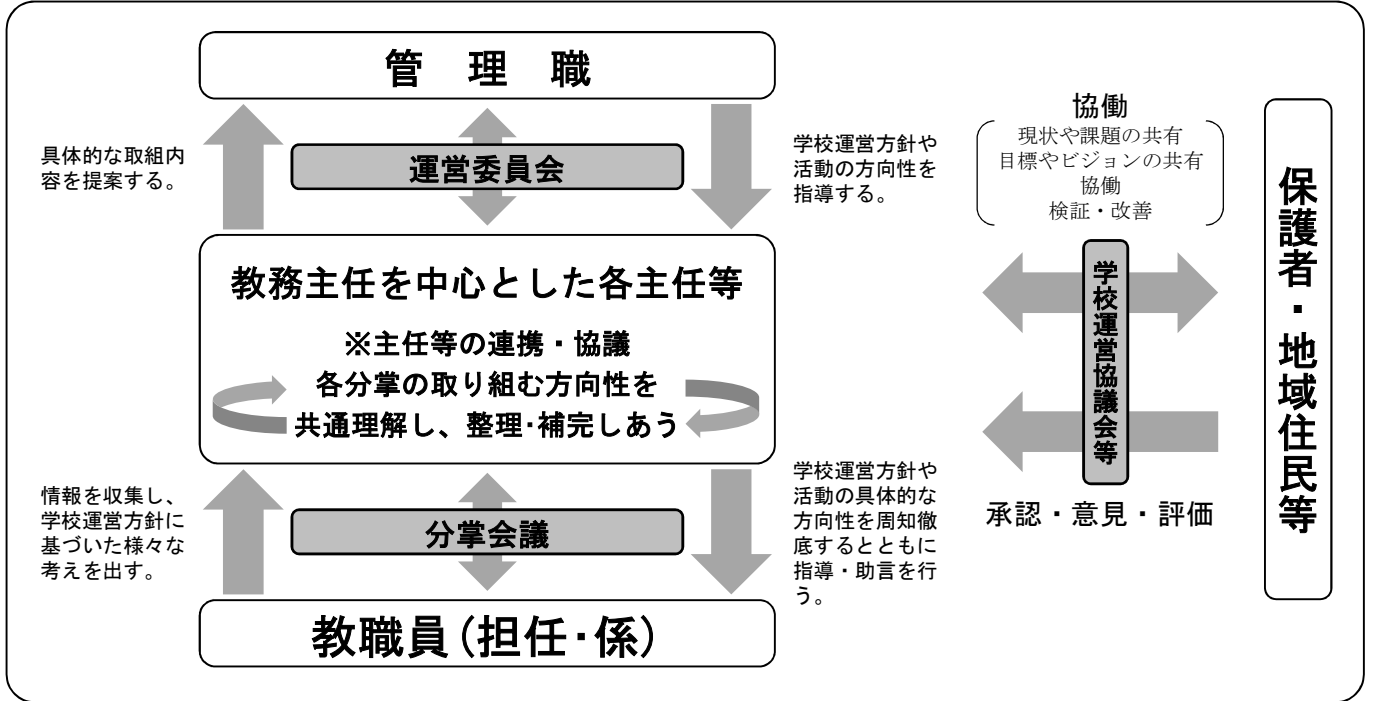 管　理　職
具体的な取組内
容を提案する。
運営委員会
学校運営方針や
活動の方向性を
指導する。
教務主任を中心とした各主任等
※主任等の連携・協議
各分掌の取り組む方向性を
共通理解し、整理･補完しあう
情報を収集し、
学校運営方針に
基づいた様々な
考えを出す。
分掌会議
学校運営方針や
活動の具体的な
方向性を周知徹
底するとともに
指導・助言を行
う。
教職員(担任･係)
協働
現状や課題の共有
目標やビジョンの共有
協働
検証・改善
学校運営協議会等
承認・意見・評価
保護者・地域住民等